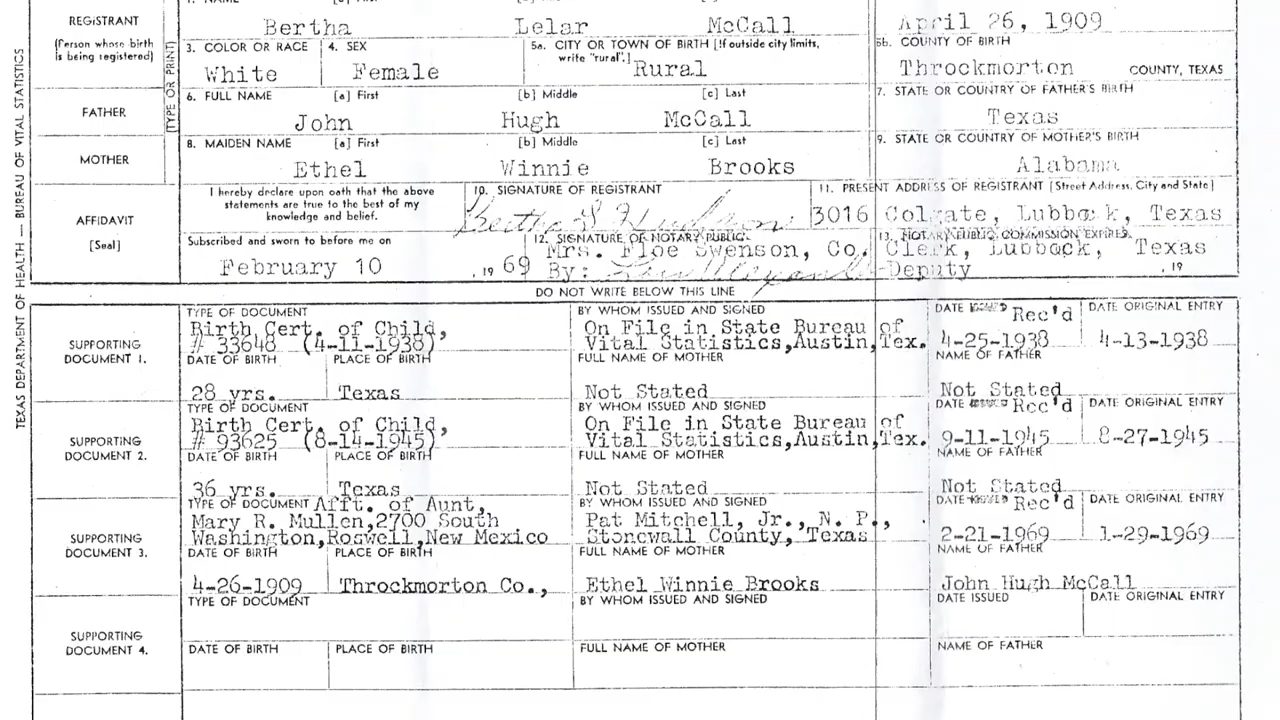 REGISTRANT
(Person whose birth is being registered)
1. NAME
Bertha Lelar McCall
April 26, 1909
3. COLOR OR RACE
White
4. SEX
Female
5a. CITY OR TOWN OF BIRTH [If outside city limits, write "rural".]
Rural
5b. COUNTY OF BIRTH
Throckmorton COUNTY, TEXAS
[TYPE OR PRINT]
TEXAS DEPARTMENT OF HEALTH — BUREAU OF VITAL STATISTICS
FATHER
6. FULL NAME [a] First [b] Middle [c] Last
John Hugh McCall
7. STATE OR COUNTRY OF FATHER'S BIRTH
Texas
MOTHER
8. MAIDEN NAME [a] First [b] Middle [c] Last
Ethel Winnie Brooks
9. STATE OR COUNTRY OF MOTHER'S BIRTH
Alabama
AFFIDAVIT
[Seal]
I hereby declare upon oath that the above
statements are true to the best of my
knowledge and belief.
10. SIGNATURE OF REGISTRANT
11. PRESENT ADDRESS OF REGISTRANT [Street Address, City and State]
3016 Colgate, Lubbock, Texas
Subscribed and sworn to before me on
February 10 , 19 69
12. SIGNATURE OF NOTARY PUBLIC
13. NOTARY PUBLIC COMMISSION EXPIRES
Mrs. Floe Swenson, Co. Clerk, Lubbock, Texas
By: Deputy , 19
DO NOT WRITE BELOW THIS LINE
SUPPORTING DOCUMENT 1.
TYPE OF DOCUMENT
Birth Cert. of Child,
# 33648 (4-11-1938)
BY WHOM ISSUED AND SIGNED
On File in State Bureau of
Vital Statistics,Austin,Tex.
DATE Rec'd
4-25-1938
DATE ORIGINAL ENTRY
4-13-1938
DATE OF BIRTH
28 yrs.
PLACE OF BIRTH
Texas
FULL NAME OF MOTHER
Not Stated
NAME OF FATHER
Not Stated
SUPPORTING DOCUMENT 2.
TYPE OF DOCUMENT
Birth Cert. of Child,
# 93625 (8-14-1945)
BY WHOM ISSUED AND SIGNED
On File in State Bureau of
Vital Statistics,Austin,Tex.
DATE Rec'd
9-11-1945
DATE ORIGINAL ENTRY
8-27-1945
DATE OF BIRTH
36 yrs.
PLACE OF BIRTH
Texas
FULL NAME OF MOTHER
Not Stated
NAME OF FATHER
Not Stated
SUPPORTING DOCUMENT 3.
TYPE OF DOCUMENT Afft. of Aunt,
Mary R. Mullen,2700 South
Washington,Roswell,New Mexico
BY WHOM ISSUED AND SIGNED
Pat Mitchell, Jr., N. P.,
Stonewall County, Texas
DATE ISSUED Rec'd
2-21-1969
DATE ORIGINAL ENTRY
1-29-1969
DATE OF BIRTH
4-26-1909
PLACE OF BIRTH
Throckmorton Co.,
FULL NAME OF MOTHER
Ethel Winnie Brooks
NAME OF FATHER
John Hugh McCall
SUPPORTING DOCUMENT 4.
TYPE OF DOCUMENT
BY WHOM ISSUED AND SIGNED
DATE ISSUED
DATE ORIGINAL ENTRY
DATE OF BIRTH
PLACE OF BIRTH
FULL NAME OF MOTHER
NAME OF FATHER